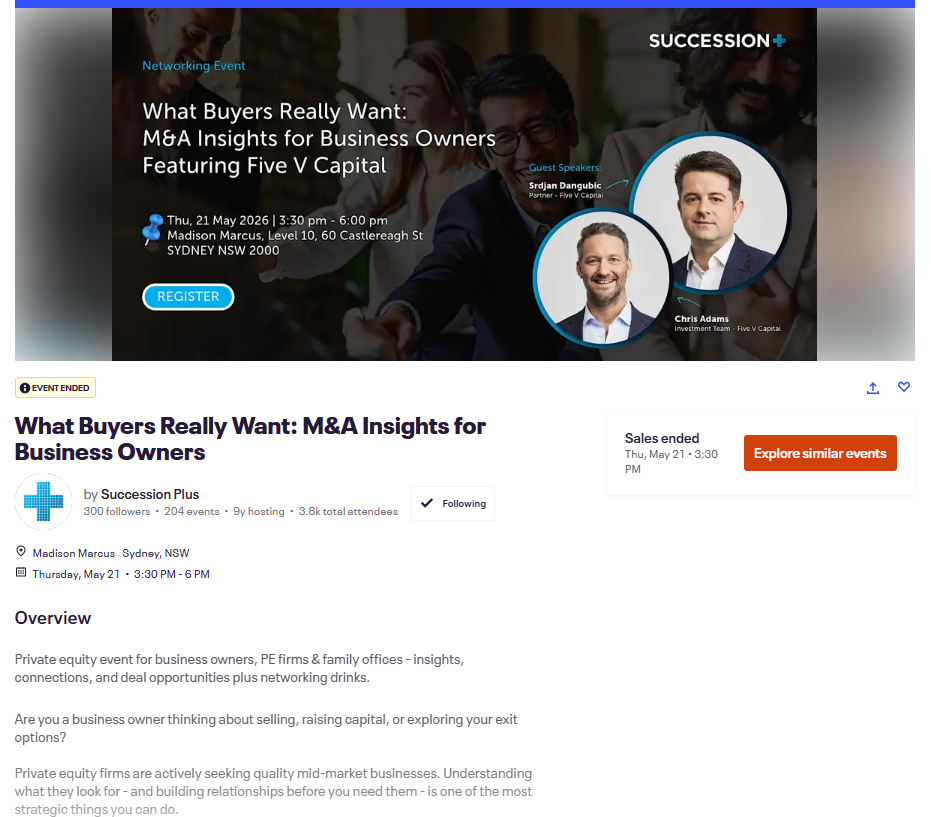 SUCCESSION+
Networking Event
What Buyers Really Want:
M&A Insights for Business Owners
Featuring Five V Capital
Guest Speakers:
Srdjan Dangubic
Partner - Five V Capital
Thu, 21 May 2026 | 3:30 pm - 6:00 pm
Madison Marcus, Level 10, 60 Castlereagh St
SYDNEY NSW 2000
REGISTER
Chris Adams
Investment Team - Five V Capital
EVENT ENDED
What Buyers Really Want: M&A Insights for
Business Owners
Sales ended
Thu, May 21 • 3:30
PM
Explore similar events
by Succession Plus
300 followers • 204 events • 9y hosting • 3.8k total attendees
Following
Madison Marcus · Sydney, NSW
Thursday, May 21 • 3:30 PM - 6 PM
Overview
Private equity event for business owners, PE firms & family offices - insights,
connections, and deal opportunities plus networking drinks.
Are you a business owner thinking about selling, raising capital, or exploring your exit
options?
Private equity firms are actively seeking quality mid-market businesses. Understanding
what they look for - and building relationships before you need them - is one of the most
strategic things you can do.